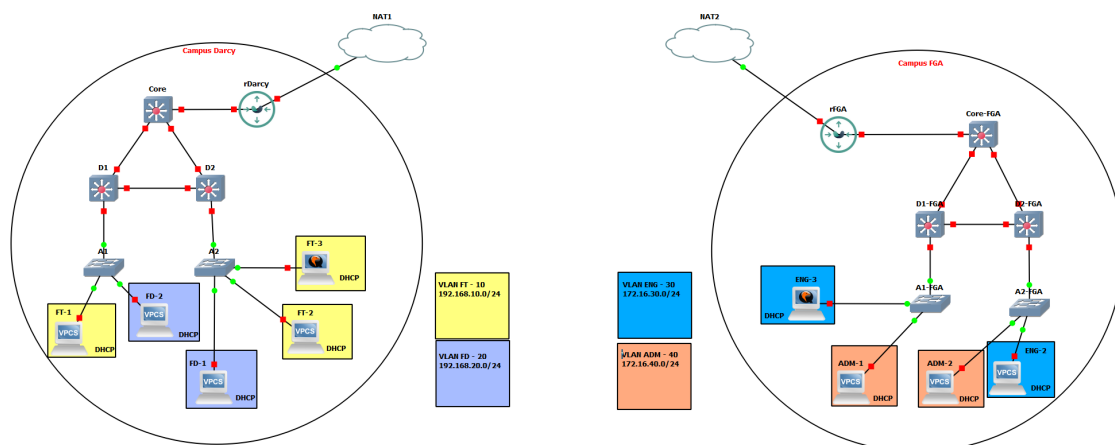 NAT1
NAT2
Campus Darcy
Campus FGA
Core
rDarcy
rFGA
Core-FGA
D1
D2
D1-FGA
D2-FGA
A1
A2
FT-3
DHCP
FD-2
VPCS
DHCP
FT-1
VPCS
DHCP
FT-2
VPCS
DHCP
FD-1
VPCS
DHCP
VLAN FT - 10
192.168.10.0/24
VLAN FD - 20
192.168.20.0/24
VLAN ENG - 30
172.16.30.0/24
VLAN ADM - 40
172.16.40.0/24
ENG-3
DHCP
A1-FGA
A2-FGA
ADM-1
VPCS
DHCP
ADM-2
VPCS
DHCP
ENG-2
VPCS
DHCP